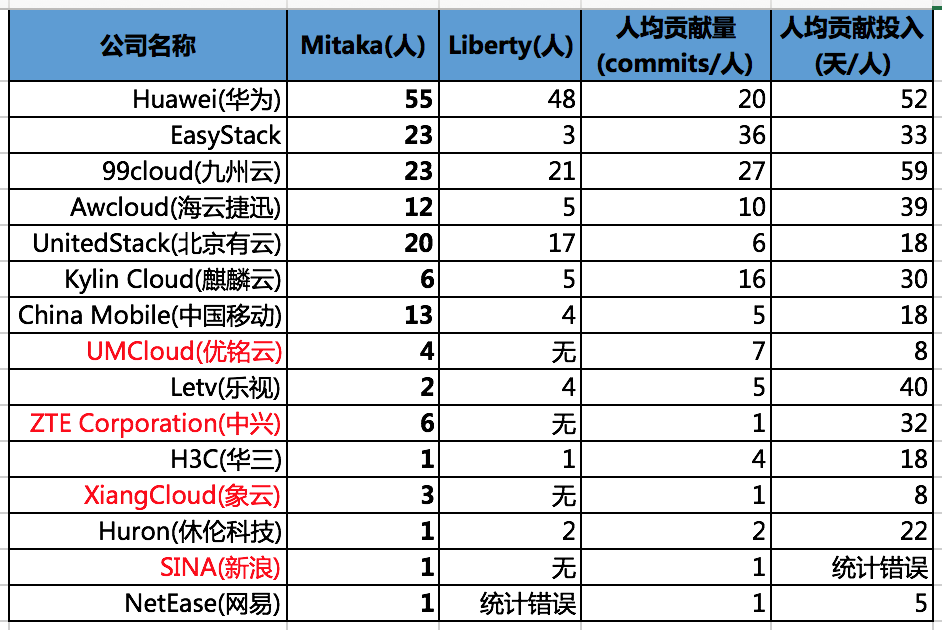 公司名称 Mitaka(人) Liberty(人) 人均贡献量 (commits/人) 人均贡献投入 (天/人)
Huawei(华为) 55 48 20 52
EasyStack 23 3 36 33
99cloud(九州云) 23 21 27 59
Awcloud(海云捷迅) 12 5 10 39
UnitedStack(北京有云) 20 17 6 18
Kylin Cloud(麒麟云) 6 5 16 30
China Mobile(中国移动) 13 4 5 18
UMCloud(优铭云) 4 无 7 8
Letv(乐视) 2 4 5 40
ZTE Corporation(中兴) 6 无 1 32
H3C(华三) 1 1 4 18
XiangCloud(象云) 3 无 1 8
Huron(休伦科技) 1 2 2 22
SINA(新浪) 1 无 1 统计错误
NetEase(网易) 1 统计错误 1 5